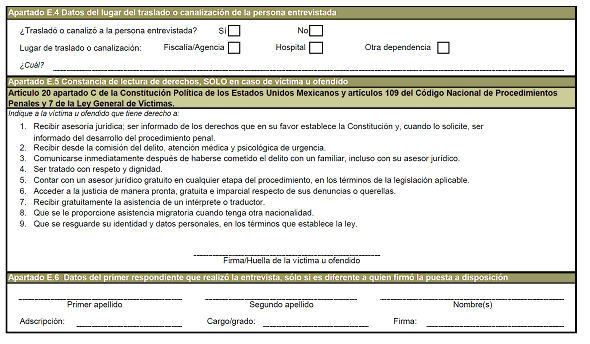 Apartado E.4 Datos del lugar del traslado o canalización de la persona entrevistada
¿Trasladó o canalizó a la persona entrevistada? Sí No
Lugar de traslado o canalización: Fiscalía/Agencia Hospital Otra dependencia
¿Cuál?
Apartado E.5 Constancia de lectura de derechos, SOLO en caso de víctima u ofendido
Artículo 20 apartado C de la Constitución Política de los Estados Unidos Mexicanos y artículos 109 del Código Nacional de Procedimientos
Penales y 7 de la Ley General de Víctimas.
Indique a la víctima u ofendido que tiene derecho a:
1. Recibir asesoría jurídica; ser informado de los derechos que en su favor establece la Constitución y, cuando lo solicite, ser
informado del desarrollo del procedimiento penal.
2. Recibir desde la comisión del delito, atención médica y psicológica de urgencia.
3. Comunicarse inmediatamente después de haberse cometido el delito con un familiar, incluso con su asesor jurídico.
4. Ser tratado con respeto y dignidad.
5. Contar con un asesor jurídico gratuito en cualquier etapa del procedimiento, en los términos de la legislación aplicable.
6. Acceder a la justicia de manera pronta, gratuita e imparcial respecto de sus denuncias o querellas.
7. Recibir gratuitamente la asistencia de un intérprete o traductor.
8. Que se le proporcione asistencia migratoria cuando tenga otra nacionalidad.
9. Que se resguarde su identidad y datos personales, en los términos que establece la ley.
Firma/Huella de la víctima u ofendido
Apartado E.6 Datos del primer respondiente que realizó la entrevista, sólo si es diferente a quien firmó la puesta a disposición
Primer apellido Segundo apellido Nombre(s)
Adscripción: Cargo/grado: Firma: